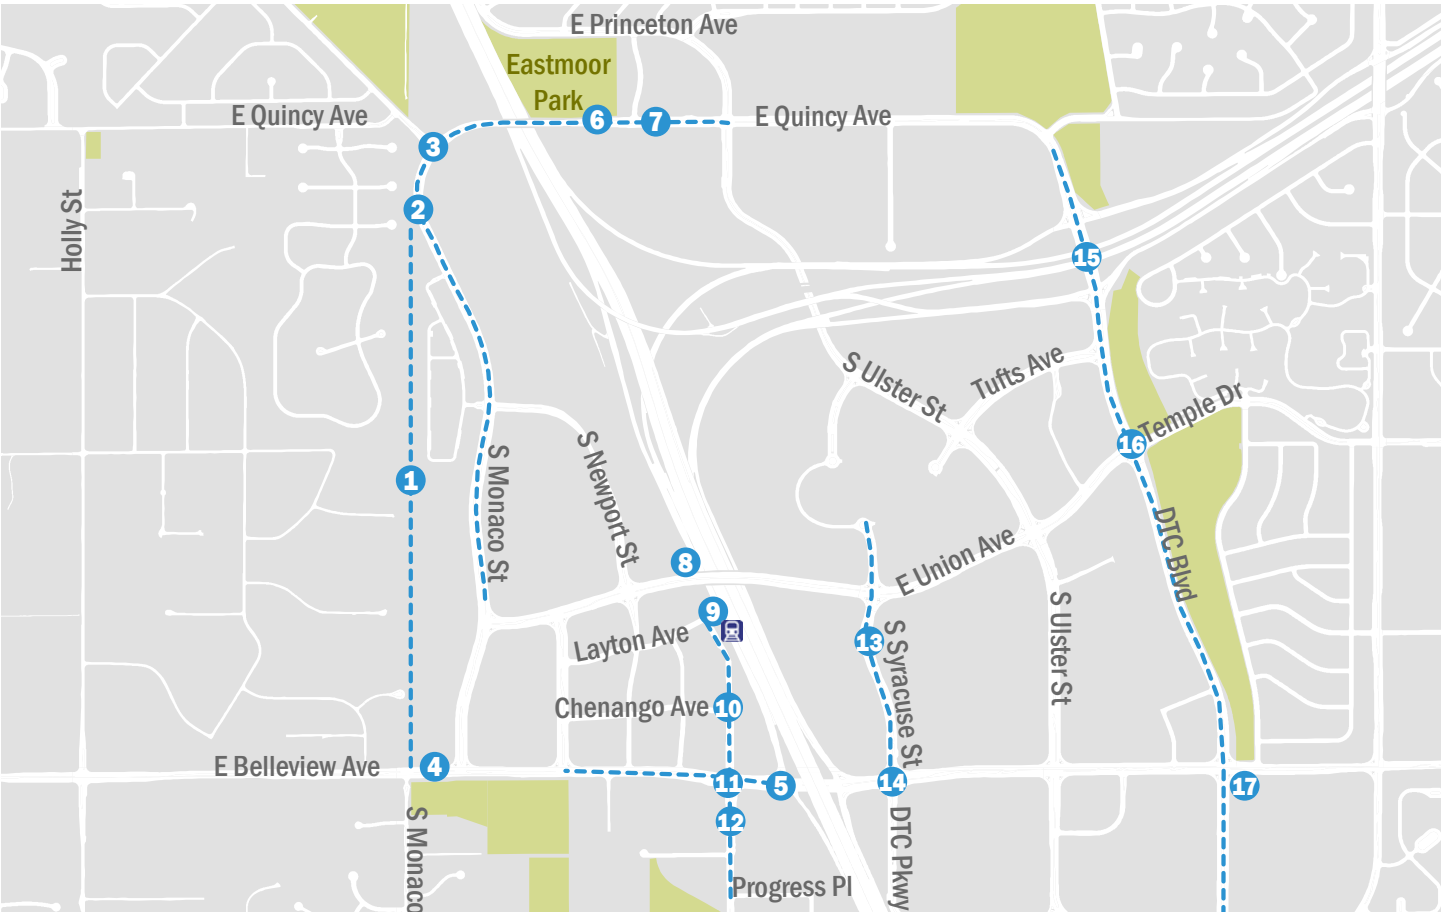 E Princeton Ave
Eastmoor
Park
E Quincy Ave
6
7
E Quincy Ave
3
Holly St
2
15
S Ulster St
Tufts Ave
Temple Dr
16
1
S Monaco St
S Newport St
DTC Blvd
8
E Union Ave
9
S Ulster St
Layton Ave
13
S Syracuse St
Chenango Ave
10
E Belleview Ave
4
11
5
14
17
S Monaco
12
DTC Pkwy
Progress Pl